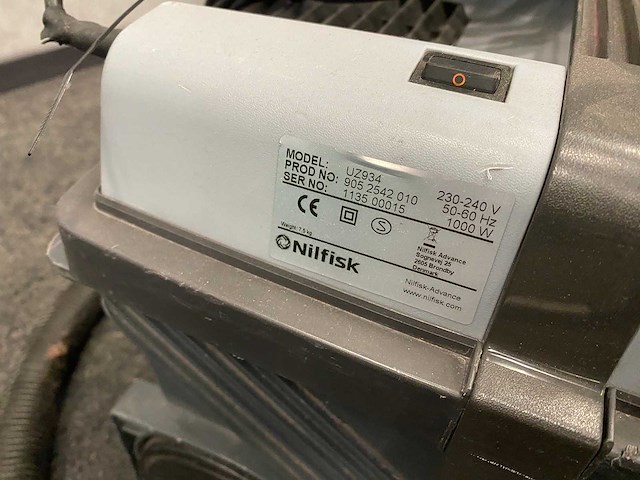 MODEL: UZ934
PROD NO: 905 2542 010 230-240 V
SER NO: 1135 00015 50-60 Hz
1000 W
CE S
Weight: 7,5 kg
Nilfisk
Nilfisk Advance
Sognevej 25
2605 Brondby
Denmark
Nilfisk-Advance
www.nilfisk.com